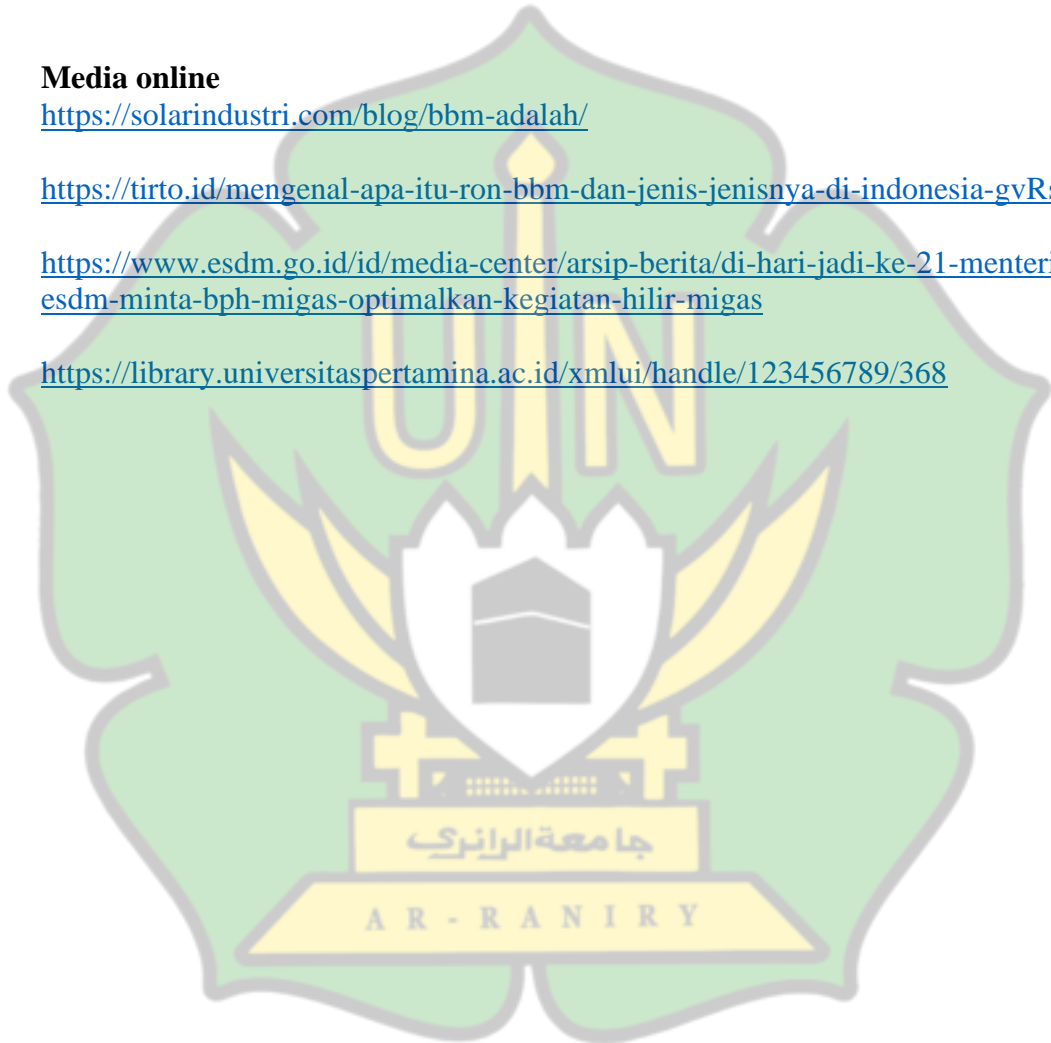 Media online
https://solarindustri.com/blog/bbm-adalah/
https://tirto.id/mengenal-apa-itu-ron-bbm-dan-jenis-jenisnya-di-indonesia-gvRs
https://www.esdm.go.id/id/media-center/arsip-berita/di-hari-jadi-ke-21-menteri
esdm-minta-bph-migas-optimalkan-kegiatan-hilir-migas
https://library.universitaspertamina.ac.id/xmlui/handle/123456789/368
UIN
جامعة الرانري
AR-RANIRY